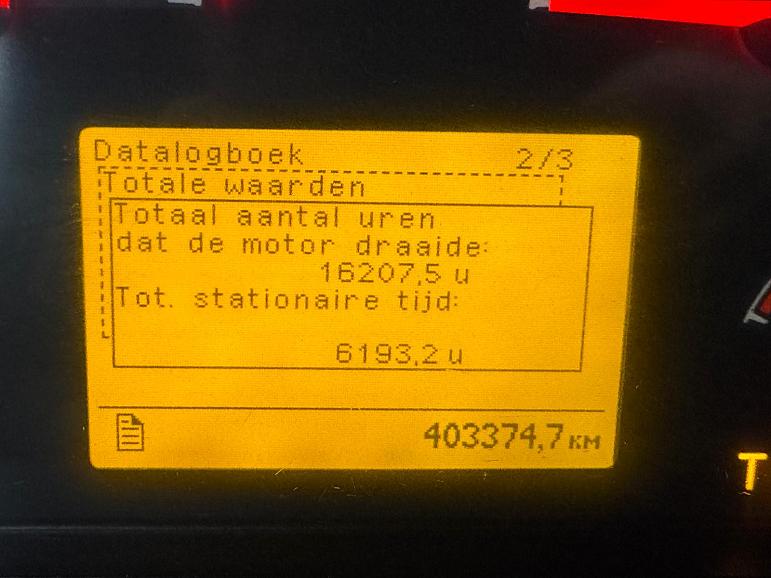 Datalogboek 2/3
Totale waarden
Totaal aantal uren
dat de motor draaide:
16207,5 u
Tot. stationaire tijd:
6193,2 u
403374,7 км
T